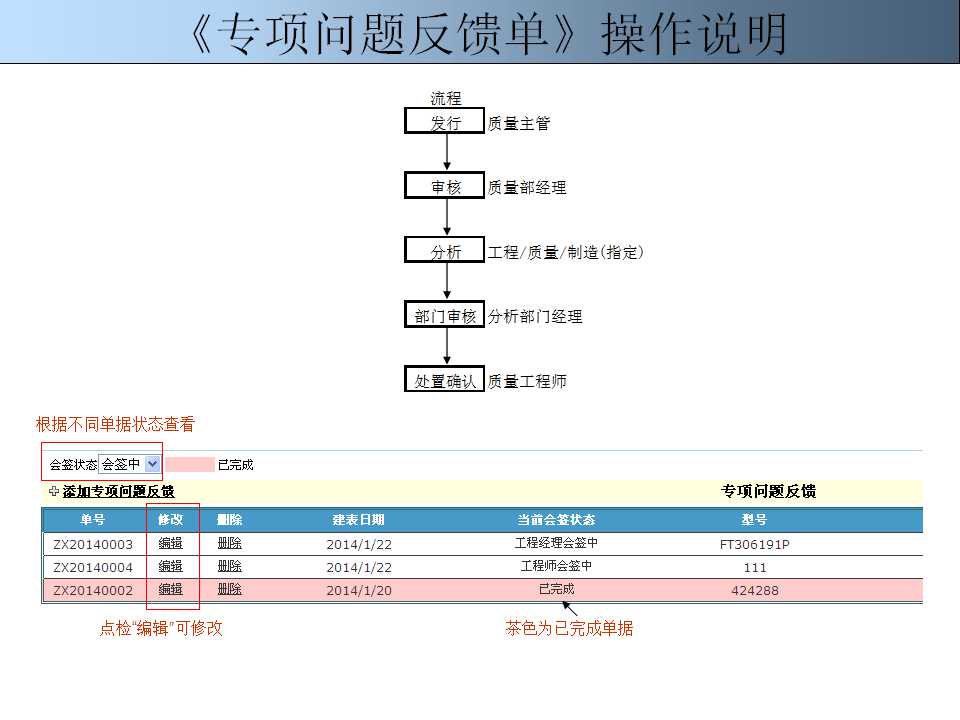 《专项问题反馈单》操作说明
流程
发行 质量主管
审核 质量部经理
分析 工程/质量/制造(指定)
部门审核 分析部门经理
处置确认 质量工程师
根据不同单据状态查看
会签状态 会签中 已完成
添加专项问题反馈 专项问题反馈
单号 修改 删除 建表日期 当前会签状态 型号
ZX20140003 编辑 删除 2014/1/22 工程经理会签中 FT306191P
ZX20140004 编辑 删除 2014/1/22 工程师会签中 111
ZX20140002 编辑 删除 2014/1/20 已完成 424288
点检“编辑”可修改 茶色为已完成单据